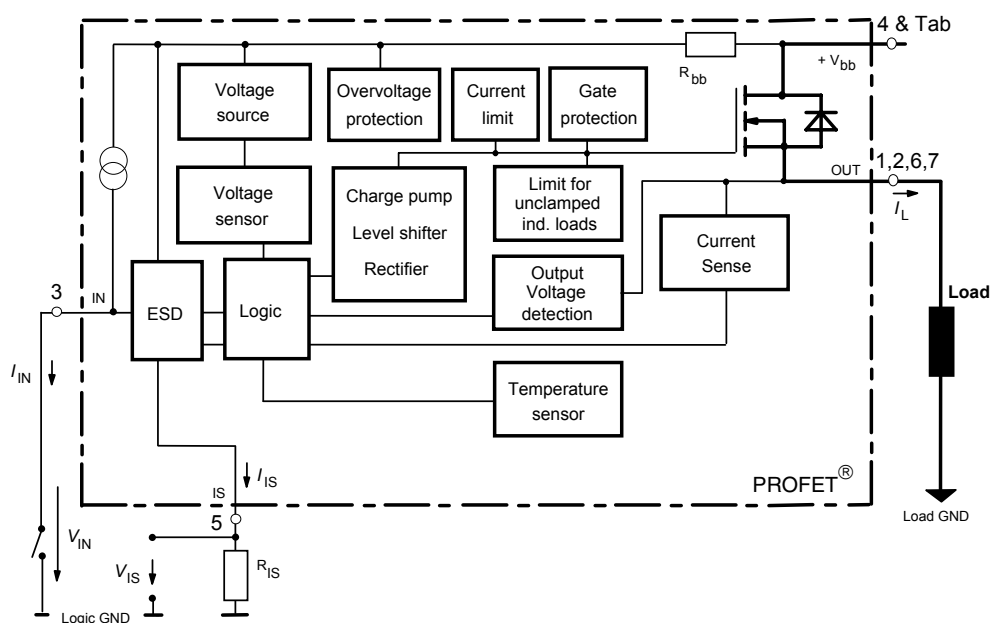 4 & Tab
R bb
+ V bb
Voltage
source
Overvoltage
protection
Current
limit
Gate
protection
Voltage
sensor
Charge pump
Level shifter
Rectifier
Limit for
unclamped
ind. loads
OUT
1,2,6,7
I L
Current
Sense
3
IN
ESD
Logic
Output
Voltage
detection
Load
I IN
Temperature
sensor
I IS
IS
PROFET®
5
Load GND
V IN
V IS
R IS
Logic GND